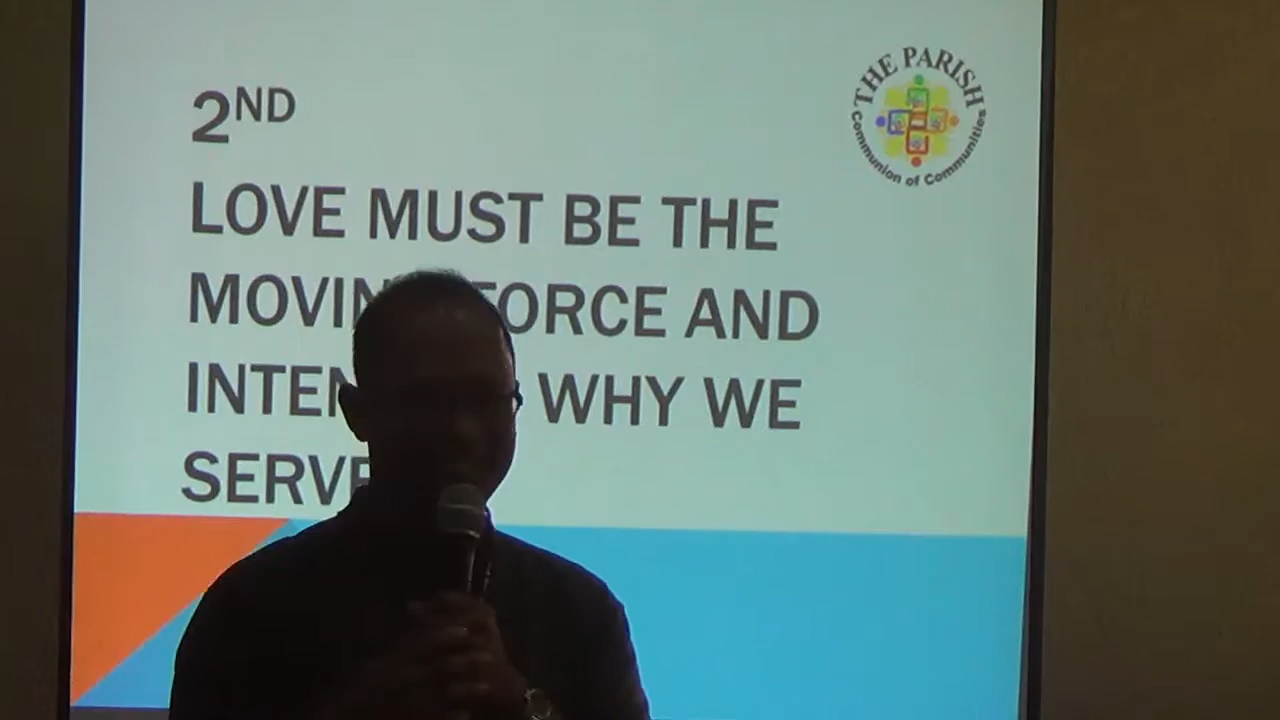 2ND
LOVE MUST BE THE
MOVIN FORCE AND
INTEN WHY WE
SERVE
THE PARISH
Communion of Communities